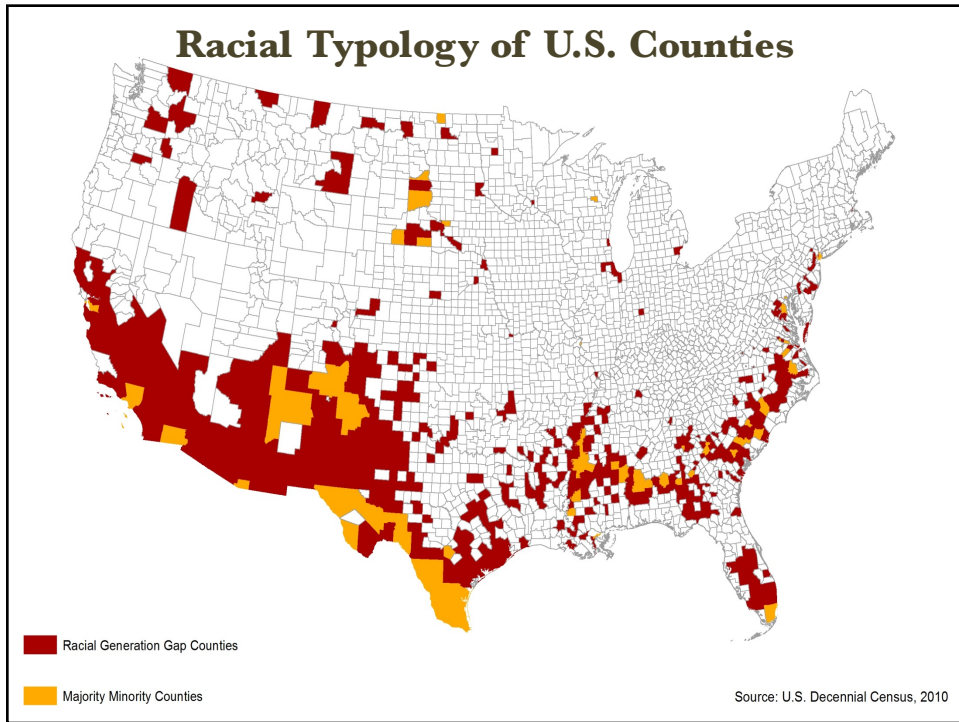 Racial Typology of U.S. Counties
Racial Generation Gap Counties
Majority Minority Counties
Source: U.S. Decennial Census, 2010